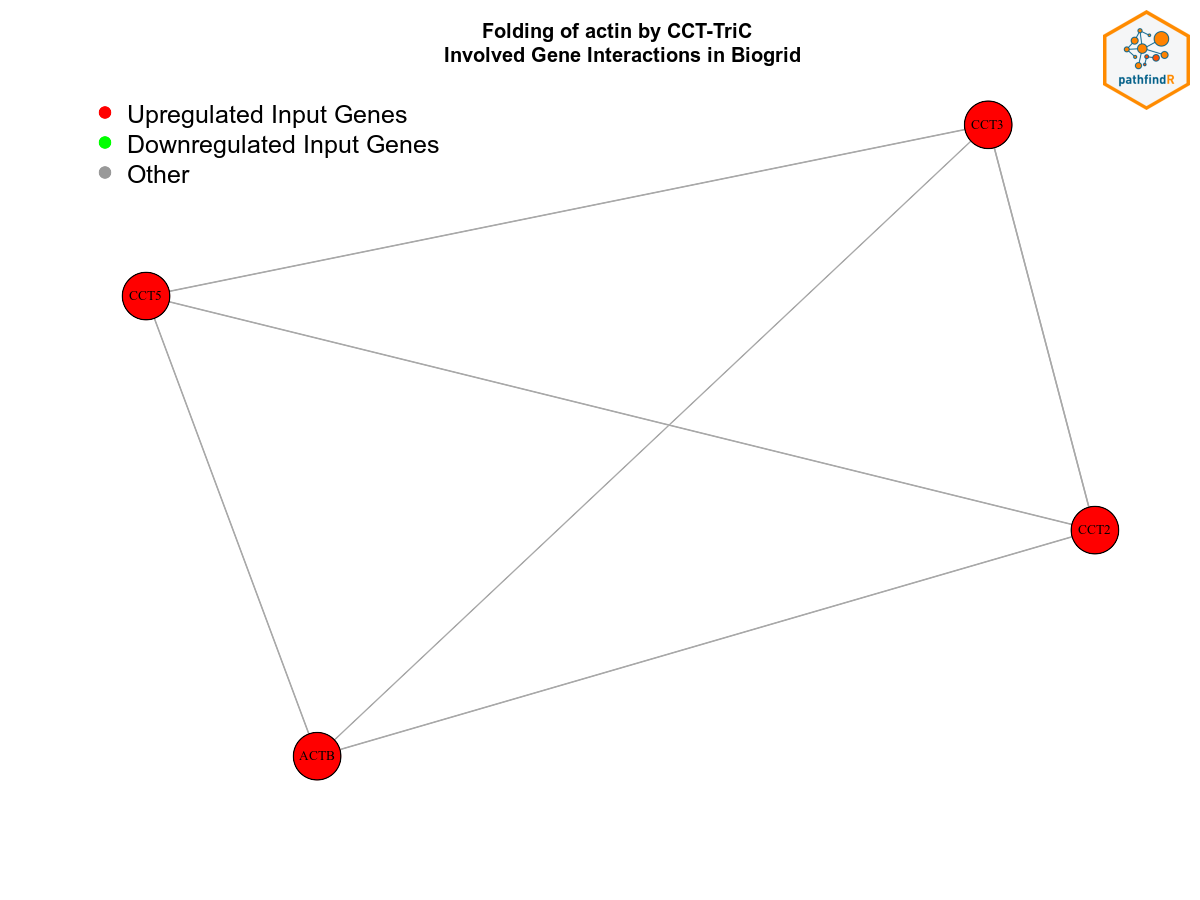 Folding of actin by CCT-TriC
Involved Gene Interactions in Biogrid
pathfindR
Upregulated Input Genes
Downregulated Input Genes
Other
CCT3
CCT5
CCT2
ACTB